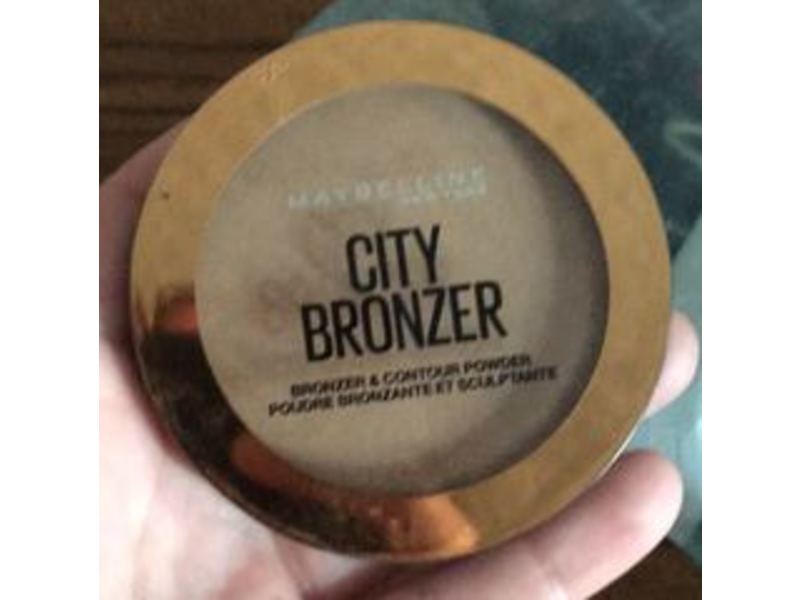 MAYBELLINE
NEW YORK
CITY
BRONZER
BRONZER & CONTOUR POWDER
POUDRE BRONZANTE ET SCULPTANTE